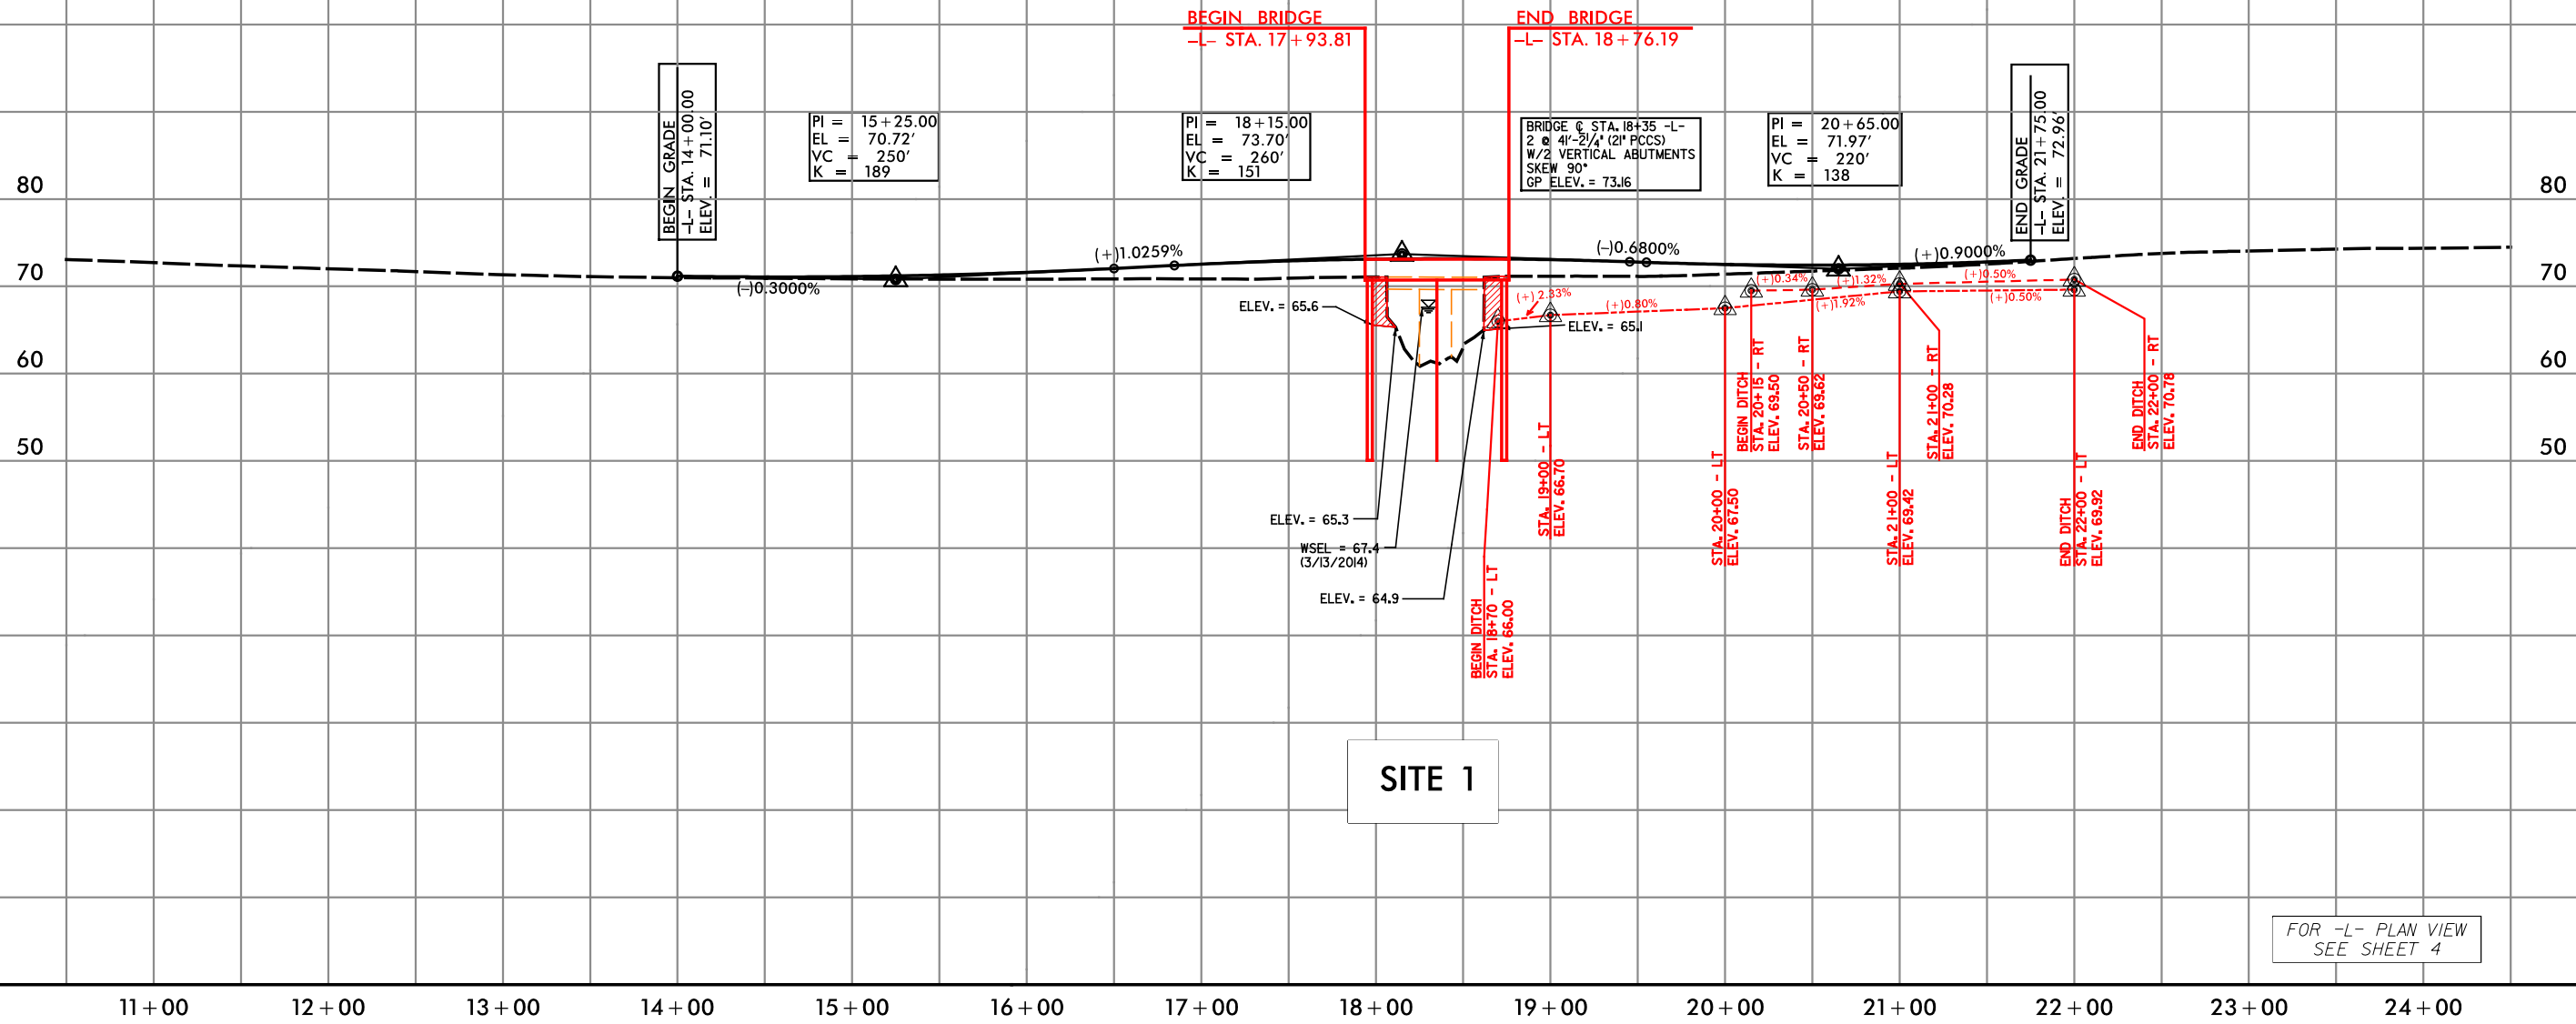 BEGIN BRIDGE
-L- STA. 17+93.81
END BRIDGE
-L- STA. 18+76.19
BEGIN GRADE
-L- STA. 14+00.00
ELEV. = 71.10'
PI = 15+25.00
EL = 70.72'
VC = 250'
K = 189
PI = 18+15.00
EL = 73.70'
VC = 260'
K = 151
BRIDGE ℄ STA. 18+35 -L-
2 @ 41'-2¼" (21" PCCS)
W/2 VERTICAL ABUTMENTS
SKEW 90°
GP ELEV. = 73.16
PI = 20+65.00
EL = 71.97'
VC = 220'
K = 138
END GRADE
-L- STA. 21+75.00
ELEV. = 72.96'
80
80
70
70
60
60
50
50
(-)0.3000%
(+)1.0259%
(-)0.6800%
(+)0.9000%
ELEV. = 65.6
(+) 2.33%
(+)0.80%
(+)0.34%
(+)1.32%
(+)1.92%
(+)0.50%
(+)0.50%
ELEV. = 65.1
ELEV. = 65.3
WSEL = 67.4
(3/13/2014)
ELEV. = 64.9
BEGIN DITCH
STA. 18+70 - LT
ELEV. 66.00
STA. 19+00 - LT
ELEV. 66.70
STA. 20+00 - LT
ELEV. 67.50
BEGIN DITCH
STA. 20+15 - RT
ELEV. 69.50
STA. 20+50 - RT
ELEV. 69.62
STA. 21+00 - LT
ELEV. 69.42
STA. 21+00 - RT
ELEV. 70.28
END DITCH
STA. 22+00 - LT
ELEV. 69.92
END DITCH
STA. 22+00 - RT
ELEV. 70.78
SITE 1
FOR -L- PLAN VIEW
SEE SHEET 4
11+00 12+00 13+00 14+00 15+00 16+00 17+00 18+00 19+00 20+00 21+00 22+00 23+00 24+00